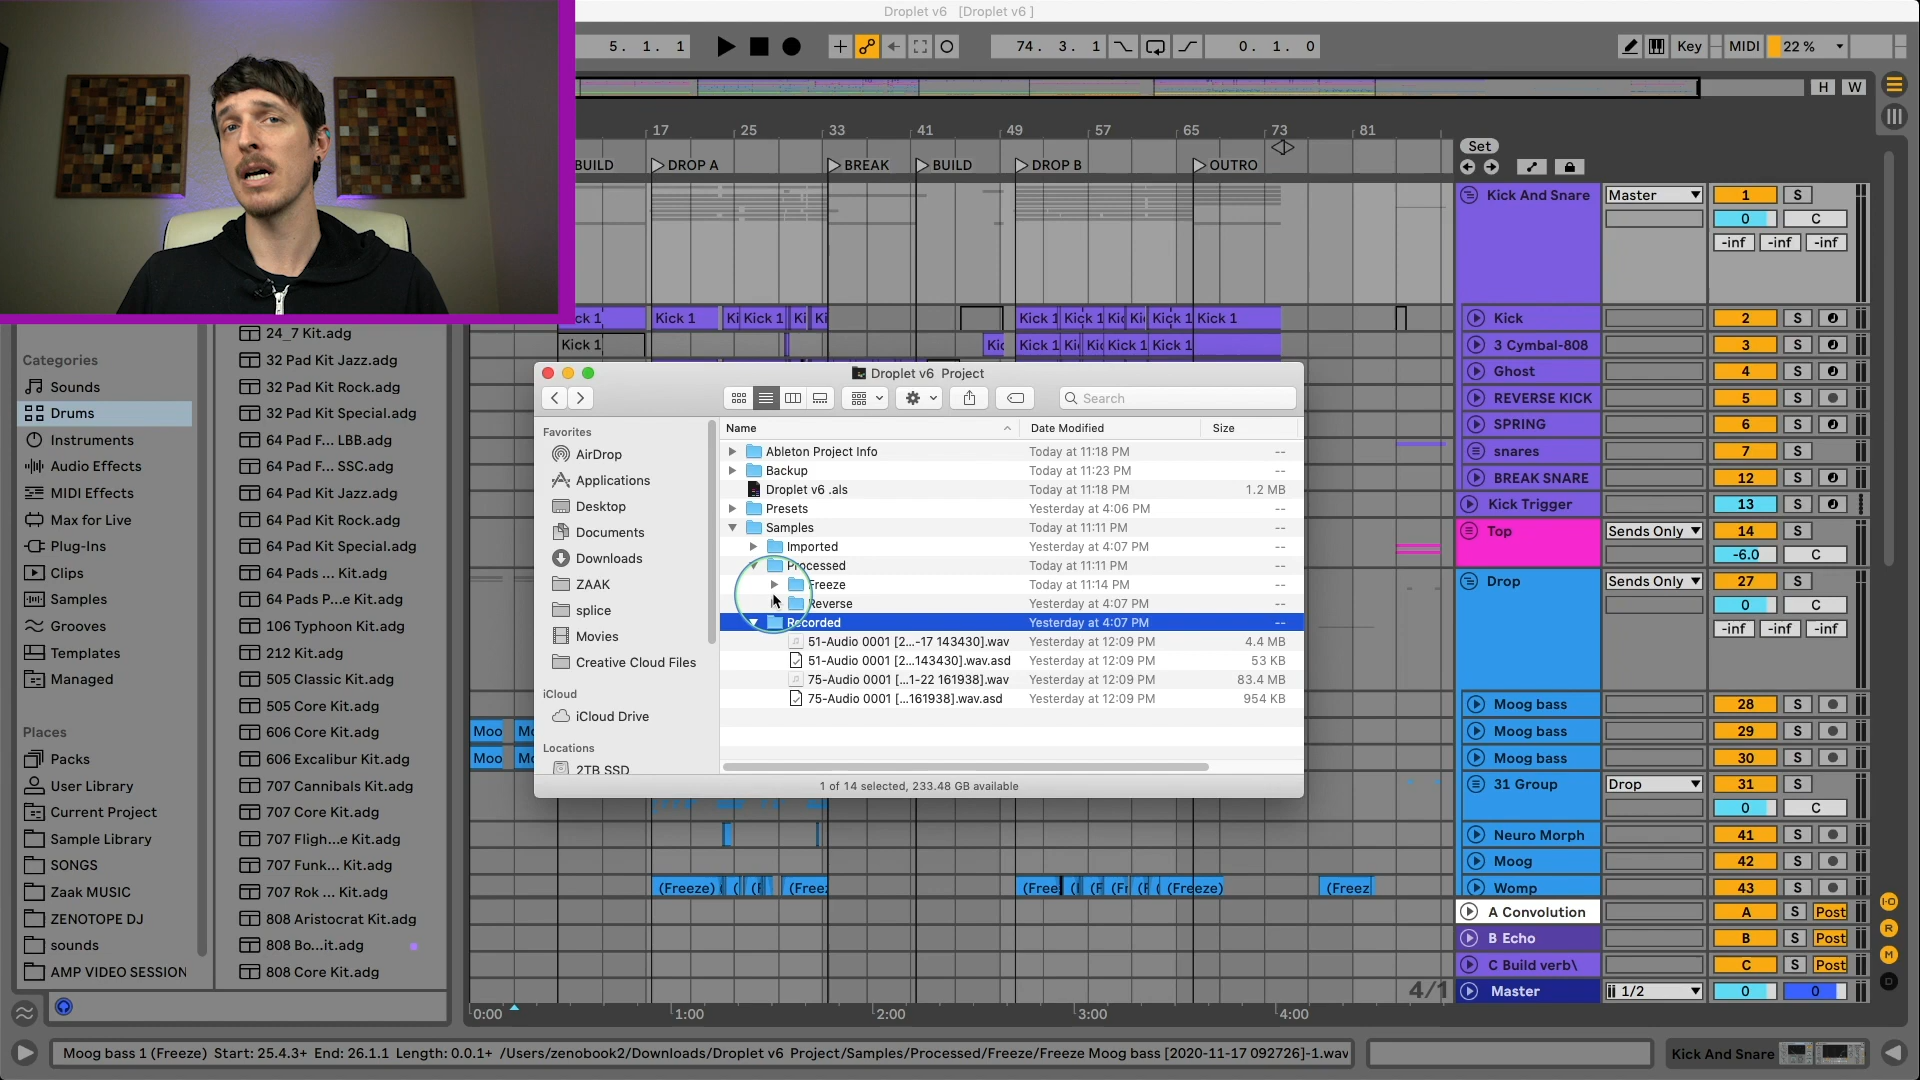 Droplet v6  [Droplet v6 ]
5. 1. 1
74. 3. 1
0. 1. 0
Key
MIDI
22 %
H
W
17
25
33
41
49
57
65
73
81
Set
BUILD
DROP A
BREAK
BUILD
DROP B
OUTRO
Kick And Snare
Master
1
S
0
C
-inf
-inf
-inf
Kick 1
Kick 1
Kick 1
Kick 1
Kick 1
Kick 1
Kick
2
S
Kick 1
Kick 1
Kick 1
Kick 1
3 Cymbal-808
3
S
Ghost
4
S
REVERSE KICK
5
S
SPRING
6
S
snares
7
S
BREAK SNARE
12
S
Kick Trigger
13
S
Top
Sends Only
14
S
-6.0
C
Drop
Sends Only
27
S
0
C
-inf
-inf
-inf
Moog bass
28
S
Moog bass
29
S
Moog bass
30
S
31 Group
Drop
31
S
0
C
Neuro Morph
41
S
Moog
42
S
Womp
43
S
A Convolution
A
S
Post
B Echo
B
S
Post
C Build verb\
C
S
Post
Master
1/2
0
0
Categories
Sounds
Drums
Instruments
Audio Effects
MIDI Effects
Max for Live
Plug-Ins
Clips
Samples
Grooves
Templates
Managed
Places
Packs
User Library
Current Project
Sample Library
SONGS
Zaak MUSIC
ZENOTOPE DJ
sounds
AMP VIDEO SESSION
24_7 Kit.adg
32 Pad Kit Jazz.adg
32 Pad Kit Rock.adg
32 Pad Kit Special.adg
64 Pad F... LBB.adg
64 Pad F... SSC.adg
64 Pad Kit Jazz.adg
64 Pad Kit Rock.adg
64 Pad Kit Special.adg
64 Pads ... Kit.adg
64 Pads P...e Kit.adg
106 Typhoon Kit.adg
212 Kit.adg
505 Classic Kit.adg
505 Core Kit.adg
606 Core Kit.adg
606 Excalibur Kit.adg
707 Cannibals Kit.adg
707 Core Kit.adg
707 Fligh...e Kit.adg
707 Funk... Kit.adg
707 Rok ... Kit.adg
808 Aristocrat Kit.adg
808 Bo...it.adg
808 Core Kit.adg
Droplet v6  Project
Search
Favorites
AirDrop
Applications
Desktop
Documents
Downloads
ZAAK
splice
Movies
Creative Cloud Files
iCloud
iCloud Drive
Locations
2TB SSD
Name
Date Modified
Size
Ableton Project Info
Today at 11:18 PM
--
Backup
Today at 11:23 PM
--
Droplet v6 .als
Today at 11:18 PM
1.2 MB
Presets
Yesterday at 4:06 PM
--
Samples
Today at 11:11 PM
--
Imported
Yesterday at 4:07 PM
--
Processed
Today at 11:11 PM
--
Freeze
Today at 11:14 PM
--
Reverse
Yesterday at 4:07 PM
--
Recorded
Yesterday at 4:07 PM
--
51-Audio 0001 [2...-17 143430].wav
Yesterday at 12:09 PM
4.4 MB
51-Audio 0001 [2...143430].wav.asd
Yesterday at 12:09 PM
53 KB
75-Audio 0001 [...1-22 161938].wav
Yesterday at 12:09 PM
83.4 MB
75-Audio 0001 [...161938].wav.asd
Yesterday at 12:09 PM
954 KB
1 of 14 selected, 233.48 GB available
Moo
Moo
(Freeze)
(Freez
(Free
(Freeze)
(Freez
4/1
0:00
1:00
2:00
3:00
4:00
Moog bass 1 (Freeze)  Start: 25.4.3+  End: 26.1.1  Length: 0.0.1+  /Users/zenobook2/Downloads/Droplet v6  Project/Samples/Processed/Freeze/Freeze Moog bass [2020-11-17 092726]-1.wav
Kick And Snare